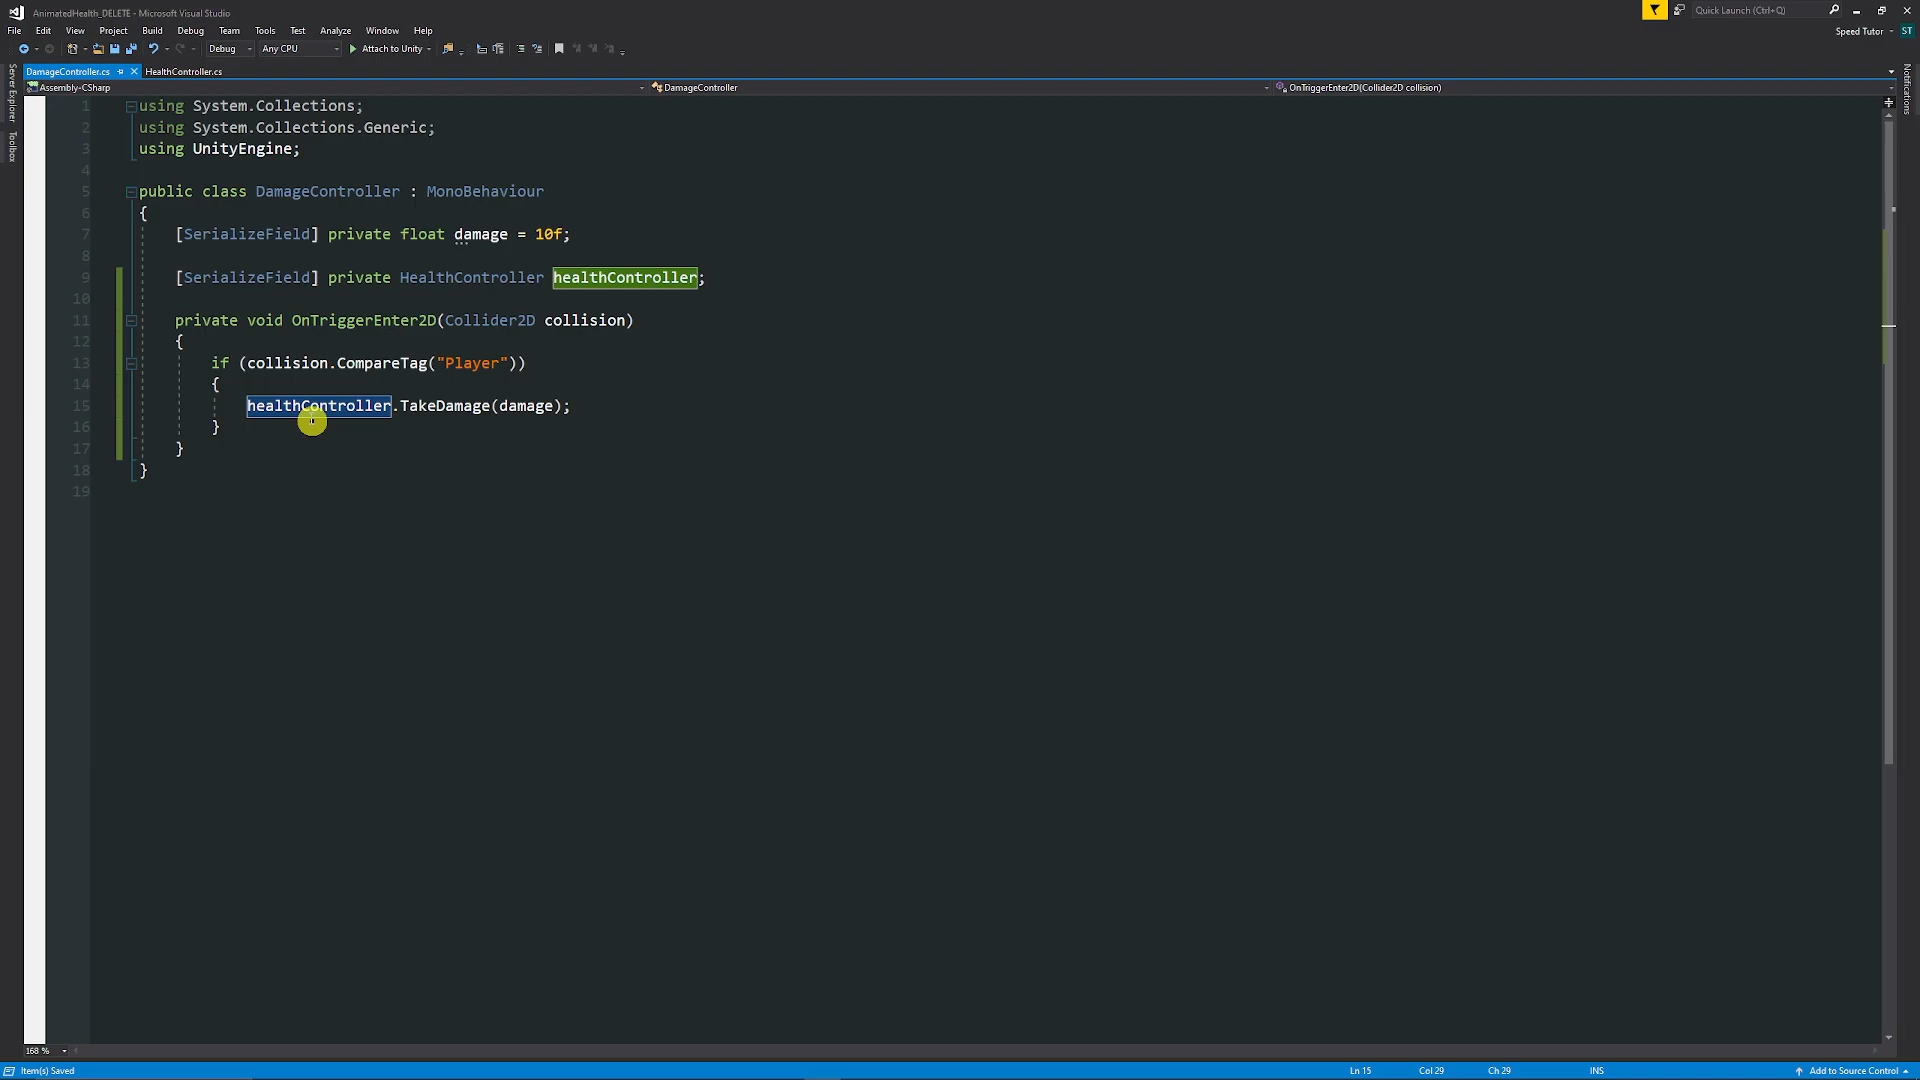 AnimatedHealth_DELETE - Microsoft Visual Studio
Quick Launch (Ctrl+Q)
File Edit View Project Build Debug Team Tools Test Analyze Window Help
Speed Tutor ST
Debug Any CPU Attach to Unity
DamageController.cs HealthController.cs
Assembly-CSharp DamageController OnTriggerEnter2D(Collider2D collision)
Server Explorer
Toolbox
Notifications
1 using System.Collections;
2 using System.Collections.Generic;
3 using UnityEngine;
4
5 public class DamageController : MonoBehaviour
6 {
7 [SerializeField] private float damage = 10f;
8
9 [SerializeField] private HealthController healthController;
10
11 private void OnTriggerEnter2D(Collider2D collision)
12 {
13 if (collision.CompareTag("Player"))
14 {
15 healthController.TakeDamage(damage);
16 }
17 }
18 }
19
168 %
Item(s) Saved Ln 15 Col 29 Ch 29 INS Add to Source Control